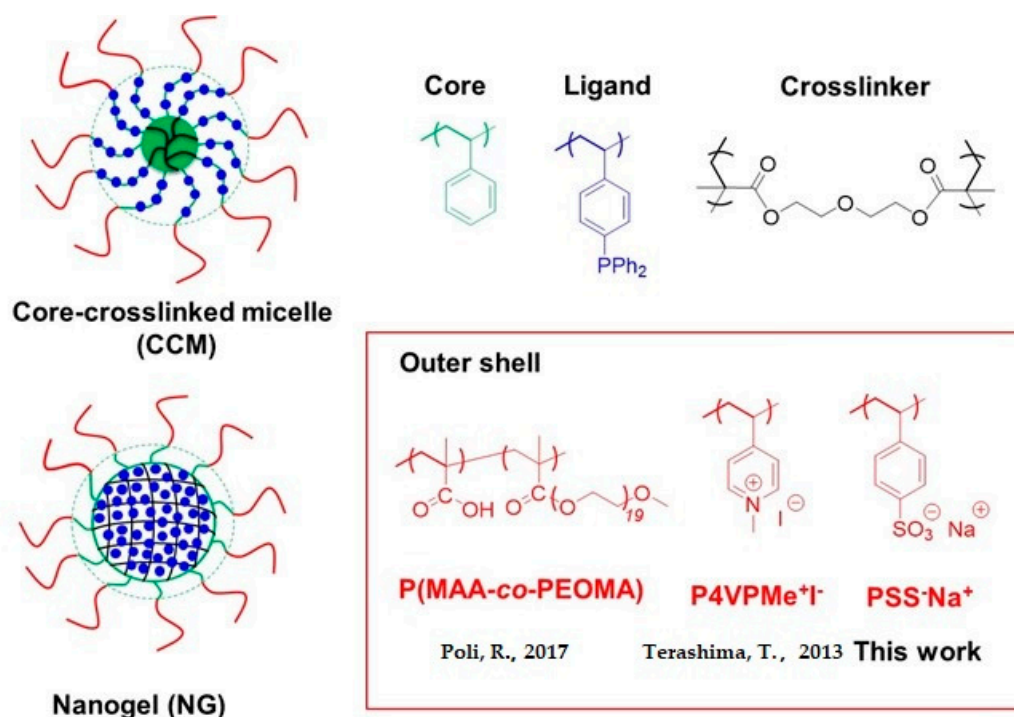 Core
Ligand
Crosslinker
PPh2
O
O
O
O
O
Core-crosslinked micelle
(CCM)
Outer shell
O
OH
O
O
O
19
N
+
I
−
SO3
−
Na
+
P(MAA-co-PEOMA)
P4VPMe+I-
PSS-Na+
Poli, R., 2017
Terashima, T., 2013
This work
Nanogel (NG)